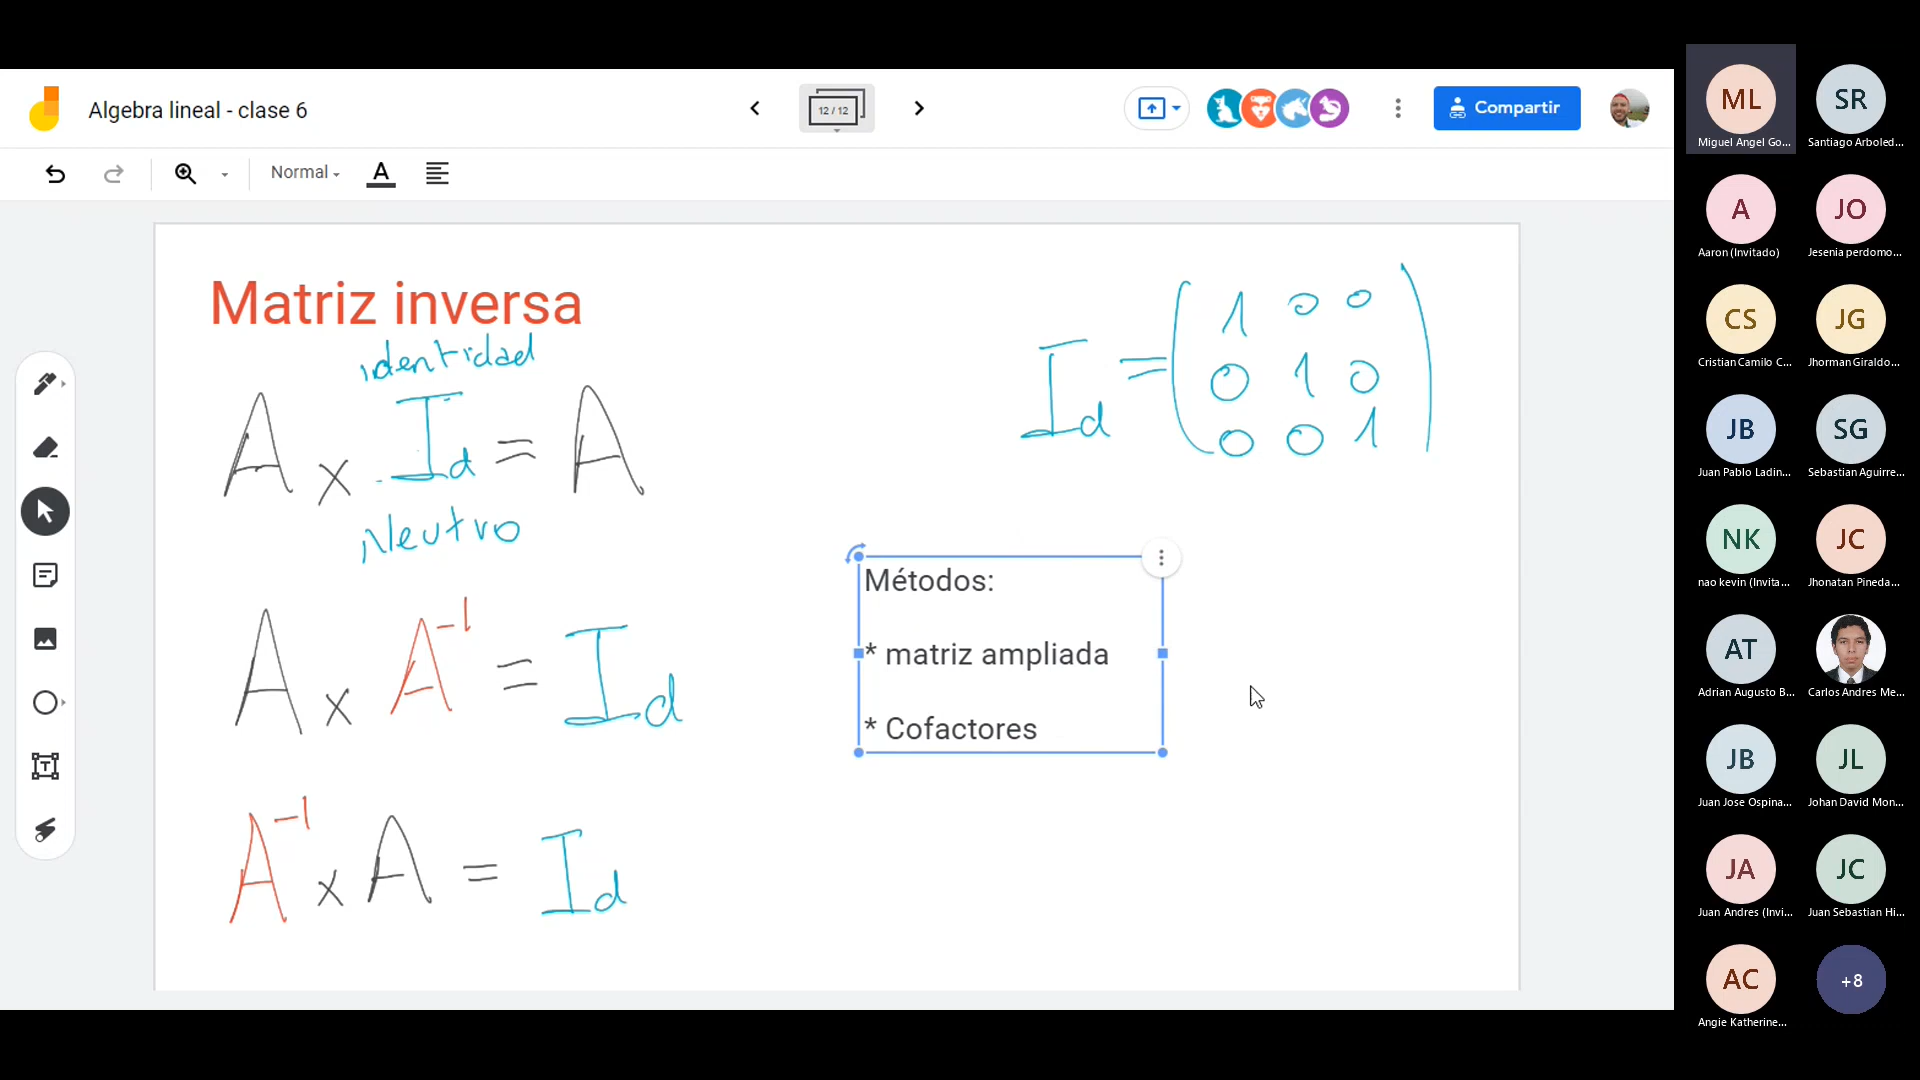 Algebra lineal - clase 6
12 / 12
Compartir
Normal
A
Matriz inversa
identidad
A x Id = A
Neutro
A x A⁻¹ = Id
A⁻¹ x A = Id
Id = ( 1 0 0
0 1 0
0 0 1 )
Métodos:
* matriz ampliada
* Cofactores
ML
Miguel Angel Go...
SR
Santiago Arboled...
A
Aaron (Invitado)
JO
Jesenia perdomo...
CS
Cristian Camilo C...
JG
Jhorman Giraldo...
JB
Juan Pablo Ladin...
SG
Sebastian Aguirre...
NK
nao kevin (Invita...
JC
Jhonatan Pineda...
AT
Adrian Augusto B...
Carlos Andres Me...
JB
Juan Jose Ospina...
JL
Johan David Mon...
JA
Juan Andres (Invi...
JC
Juan Sebastian Hi...
AC
Angie Katherine...
+8